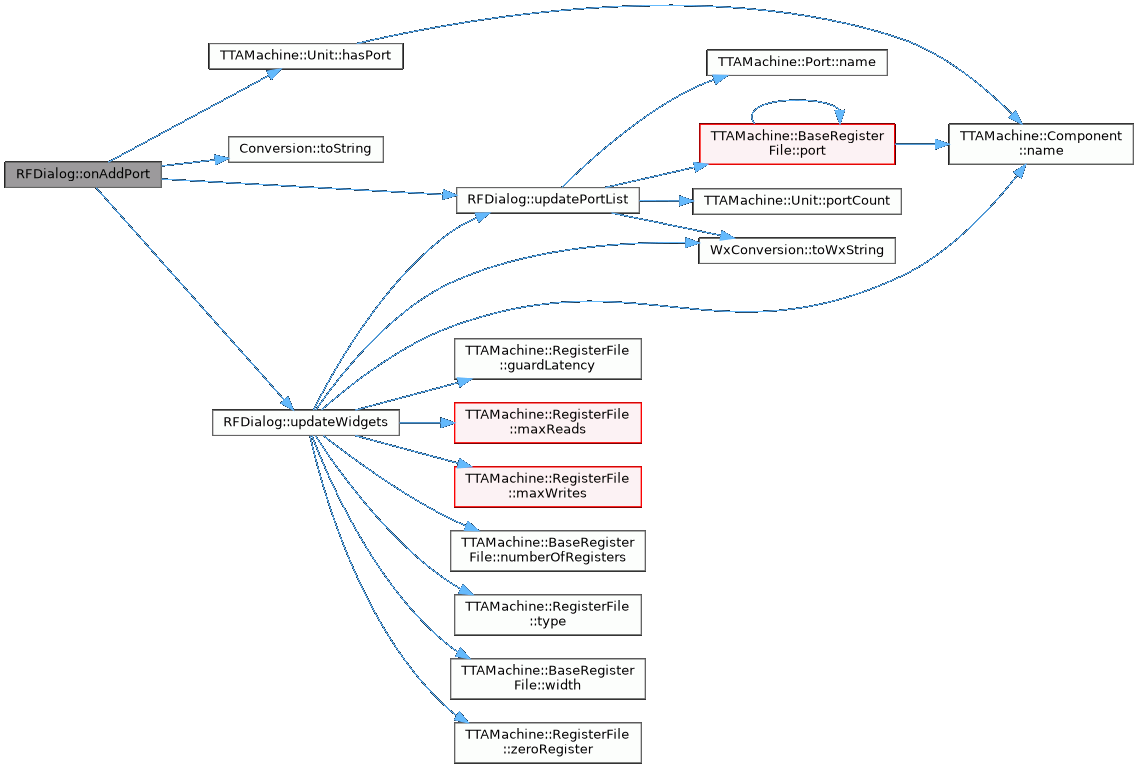 TTAMachine::Unit::hasPort
TTAMachine::Port::name
TTAMachine::BaseRegister
File::port
TTAMachine::Component
::name
Conversion::toString
RFDialog::onAddPort
RFDialog::updatePortList
TTAMachine::Unit::portCount
WxConversion::toWxString
TTAMachine::RegisterFile
::guardLatency
RFDialog::updateWidgets
TTAMachine::RegisterFile
::maxReads
TTAMachine::RegisterFile
::maxWrites
TTAMachine::BaseRegister
File::numberOfRegisters
TTAMachine::RegisterFile
::type
TTAMachine::BaseRegister
File::width
TTAMachine::RegisterFile
::zeroRegister